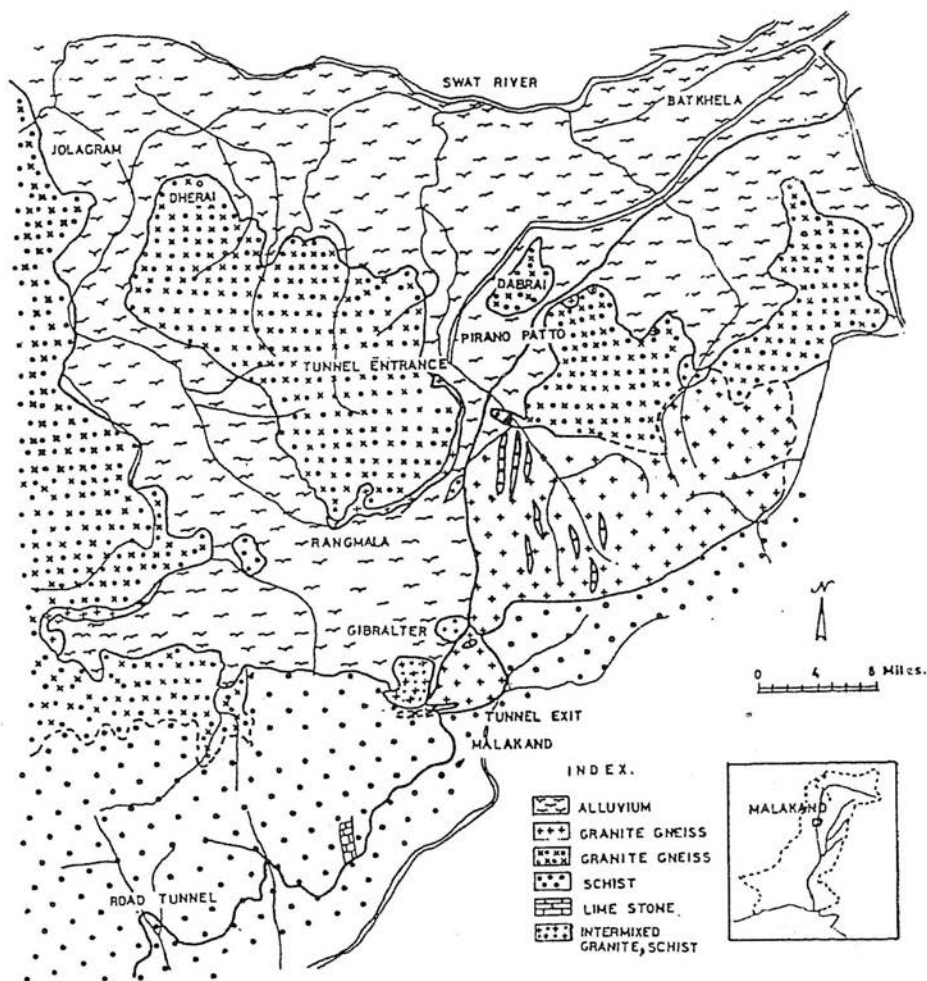 SWAT RIVER
BATKHELA
JOLAGRAM
DHERAI
DABRAI
PIRANO PATTO
TUNNEL ENTRANCE
RANGMALA
GIBRALTER
N
0 4 8 Miles.
TUNNEL EXIT
MALAKAND
ROAD TUNNEL
INDEX.
ALLUVIUM
GRANITE GNEISS
GRANITE GNEISS
SCHIST
LIME STONE
INTERMIXED
GRANITE, SCHIST
MALAKAND